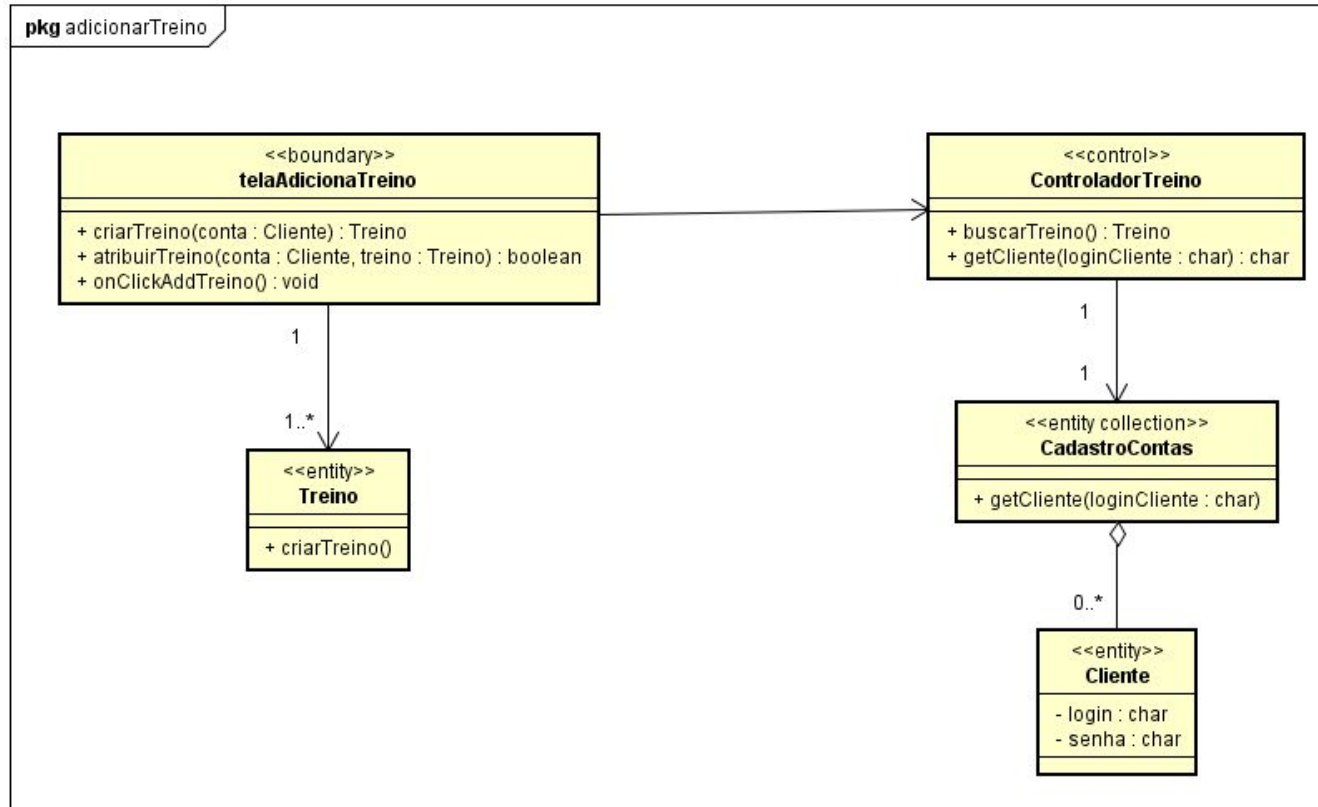 pkg adicionarTreino
<<boundary>>
telaAdicionaTreino
+ criarTreino(conta : Cliente) : Treino
+ atribuirTreino(conta : Cliente, treino : Treino) : boolean
+ onClickAddTreino() : void
<<control>>
ControladorTreino
+ buscarTreino() : Treino
+ getCliente(loginCliente : char) : char
1
1..*
1
1
<<entity>>
Treino
+ criarTreino()
<<entity collection>>
CadastroContas
+ getCliente(loginCliente : char)
0..*
<<entity>>
Cliente
- login : char
- senha : char